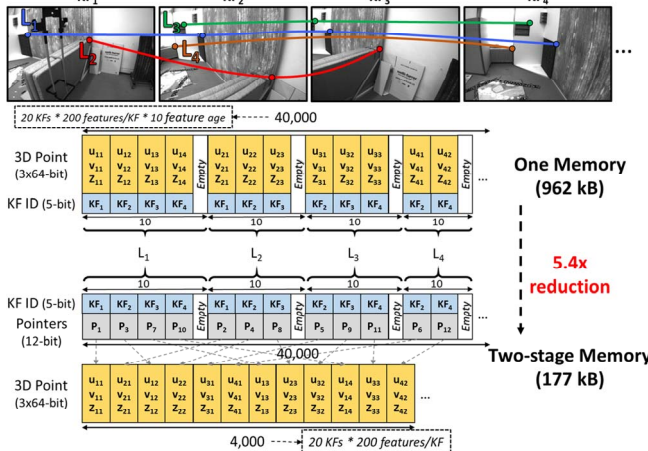 L₁ L₂ L₃ L₄
...
20 KFs * 200 features/KF * 10 feature age 40,000
3D Point
(3x64-bit)
u₁₁ u₁₂ u₁₃ u₁₄ Empty u₂₁ u₂₂ u₂₃ Empty u₃₁ u₃₂ u₃₃ Empty u₄₁ u₄₂ Empty
v₁₁ v₁₂ v₁₃ v₁₄ v₂₁ v₂₂ v₂₃ v₃₁ v₃₂ v₃₃ v₄₁ v₄₂ ...
Z₁₁ Z₁₂ Z₁₃ Z₁₄ Z₂₁ Z₂₂ Z₂₃ Z₃₁ Z₃₂ Z₃₃ Z₄₁ Z₄₂
KF ID (5-bit) KF₁ KF₂ KF₃ KF₄ KF₁ KF₂ KF₃ KF₁ KF₂ KF₃ KF₁ KF₂
10 10 10 10
L₁ L₂ L₃ L₄
10 10 10 10
KF ID (5-bit) KF₁ KF₂ KF₃ KF₄ Empty KF₁ KF₂ KF₃ Empty KF₁ KF₂ KF₃ Empty KF₁ KF₂ Empty
Pointers
(12-bit)
P₁ P₃ P₇ P₁₀ P₂ P₄ P₈ P₅ P₉ P₁₁ P₆ P₁₂ ...
40,000
3D Point
(3x64-bit)
u₁₁ u₂₁ u₁₂ u₂₂ u₃₁ u₄₁ u₁₃ u₂₃ u₃₂ u₁₄ u₃₃ u₄₂
v₁₁ v₂₁ v₁₂ v₂₂ v₃₁ v₄₁ v₁₃ v₂₃ v₃₂ v₁₄ v₃₃ v₄₂ ...
Z₁₁ Z₂₁ Z₁₂ Z₂₂ Z₃₁ Z₄₁ Z₁₃ Z₂₃ Z₃₂ Z₁₄ Z₃₃ Z₄₂
4,000 20 KFs * 200 features/KF
One Memory
(962 kB)
5.4x
reduction
Two-stage Memory
(177 kB)